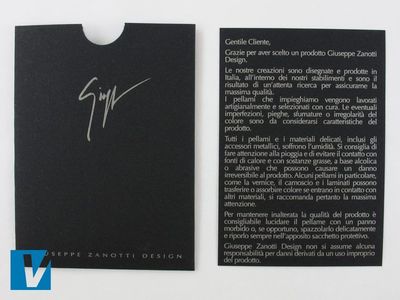 Giusppe
USEPPE ZANOTTI DESIGN
V
Gentile Cliente,
Grazie per aver scelto un prodotto Giuseppe Zanotti
Design.
Le nostre creazioni sono disegnate e prodotte in
Italia, all'interno dei nostri stabilimenti e sono il
risultato di un'attenta ricerca per assicurarne la
massima qualità.
I pellami che impieghiamo vengono lavorati
artigianalmente e selezionati con cura. Le eventuali
imperfezioni, pieghe, sfumature o irregolarità del
colore sono da considerarsi caratteristiche del
prodotto.
Tutti i pellami e i materiali delicati, inclusi gli
accessori metallici, soffrono l'umidità. Si consiglia di
fare attenzione alla pioggia e di evitare il contatto con
fonti di calore e con sostanze grasse, a base alcolica
o abrasive che possono causare un danno
irreversibile al prodotto. Alcuni pellami in particolare,
come la vernice, il camoscio e i laminati possono
trasferire o assorbire colore se entrano in contatto con
altri materiali, si raccomanda pertanto la massima
attenzione.
Per mantenere inalterata la qualità del prodotto è
consigliabile lucidare il pellame con un panno
morbido o, se opportuno, spazzolarlo delicatamente
e riporlo sempre nell'apposito sacchetto protettivo.
Giuseppe Zanotti Design non si assume alcuna
responsabilità per danni derivati da un uso improprio
del prodotto.